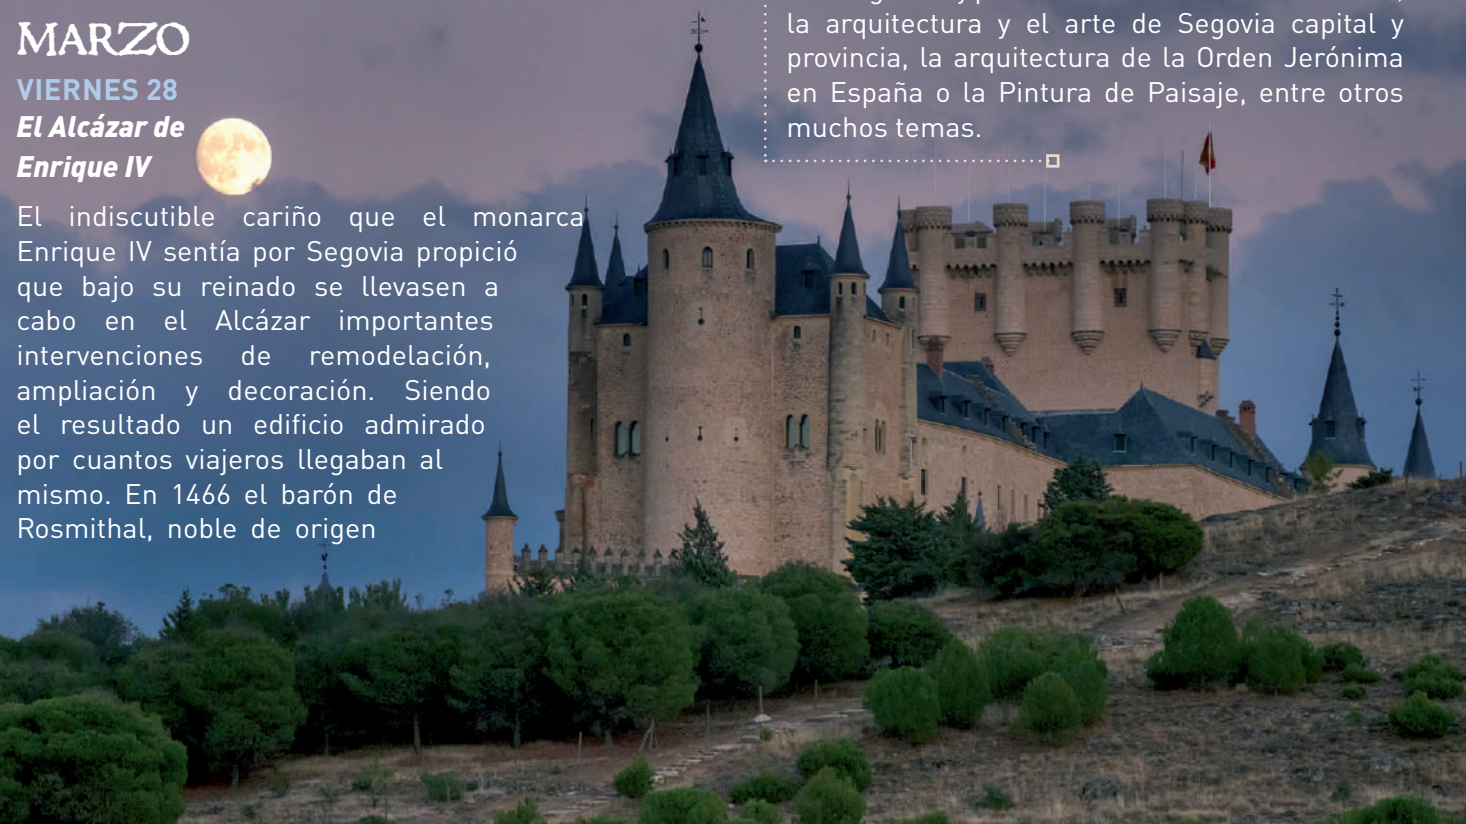 MARZO
VIERNES 28
El Alcázar de
Enrique IV
El indiscutible cariño que el monarca
Enrique IV sentía por Segovia propició
que bajo su reinado se llevasen a
cabo en el Alcázar importantes
intervenciones de remodelación,
ampliación y decoración. Siendo
el resultado un edificio admirado
por cuantos viajeros llegaban al
mismo. En 1466 el barón de
Rosmithal, noble de origen
la arquitectura y el arte de Segovia capital y
provincia, la arquitectura de la Orden Jerónima
en España o la Pintura de Paisaje, entre otros
muchos temas.